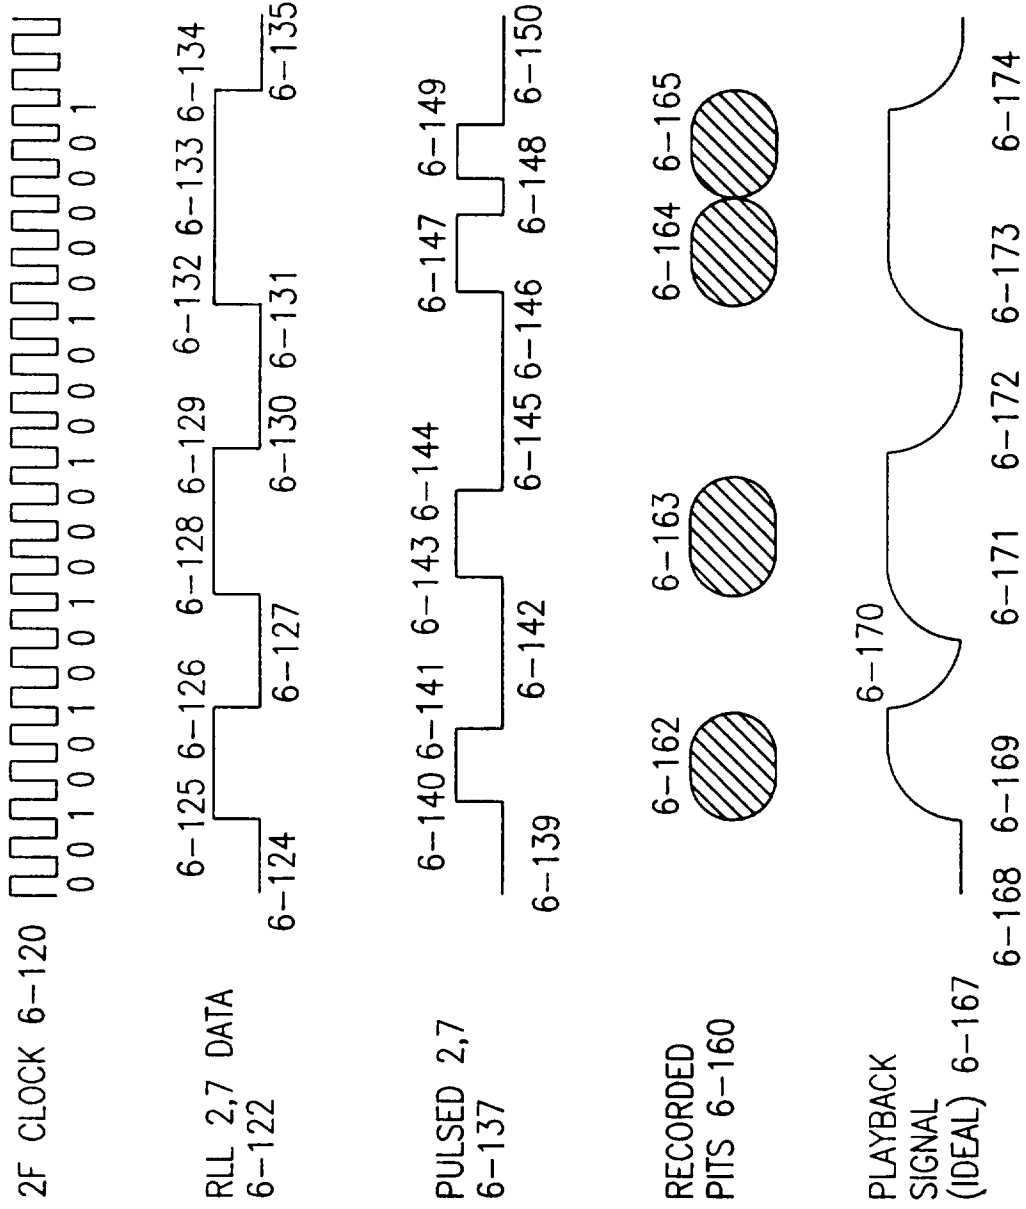 2F CLOCK 6-120
0 0 1 0 0 1 0 0 1 0 0 0 1 0 0 0 1 0 0 0 0 0 1
RLL 2,7 DATA
6-122
6-125 6-126 6-128 6-129 6-132 6-133 6-134
6-124 6-127 6-130 6-131 6-135
PULSED 2,7
6-137
6-140 6-141 6-143 6-144 6-147 6-149
6-139 6-142 6-145 6-146 6-148 6-150
RECORDED
PITS 6-160
6-162 6-163 6-164 6-165
PLAYBACK
SIGNAL
(IDEAL) 6-167
6-170
6-168 6-169 6-171 6-172 6-173 6-174